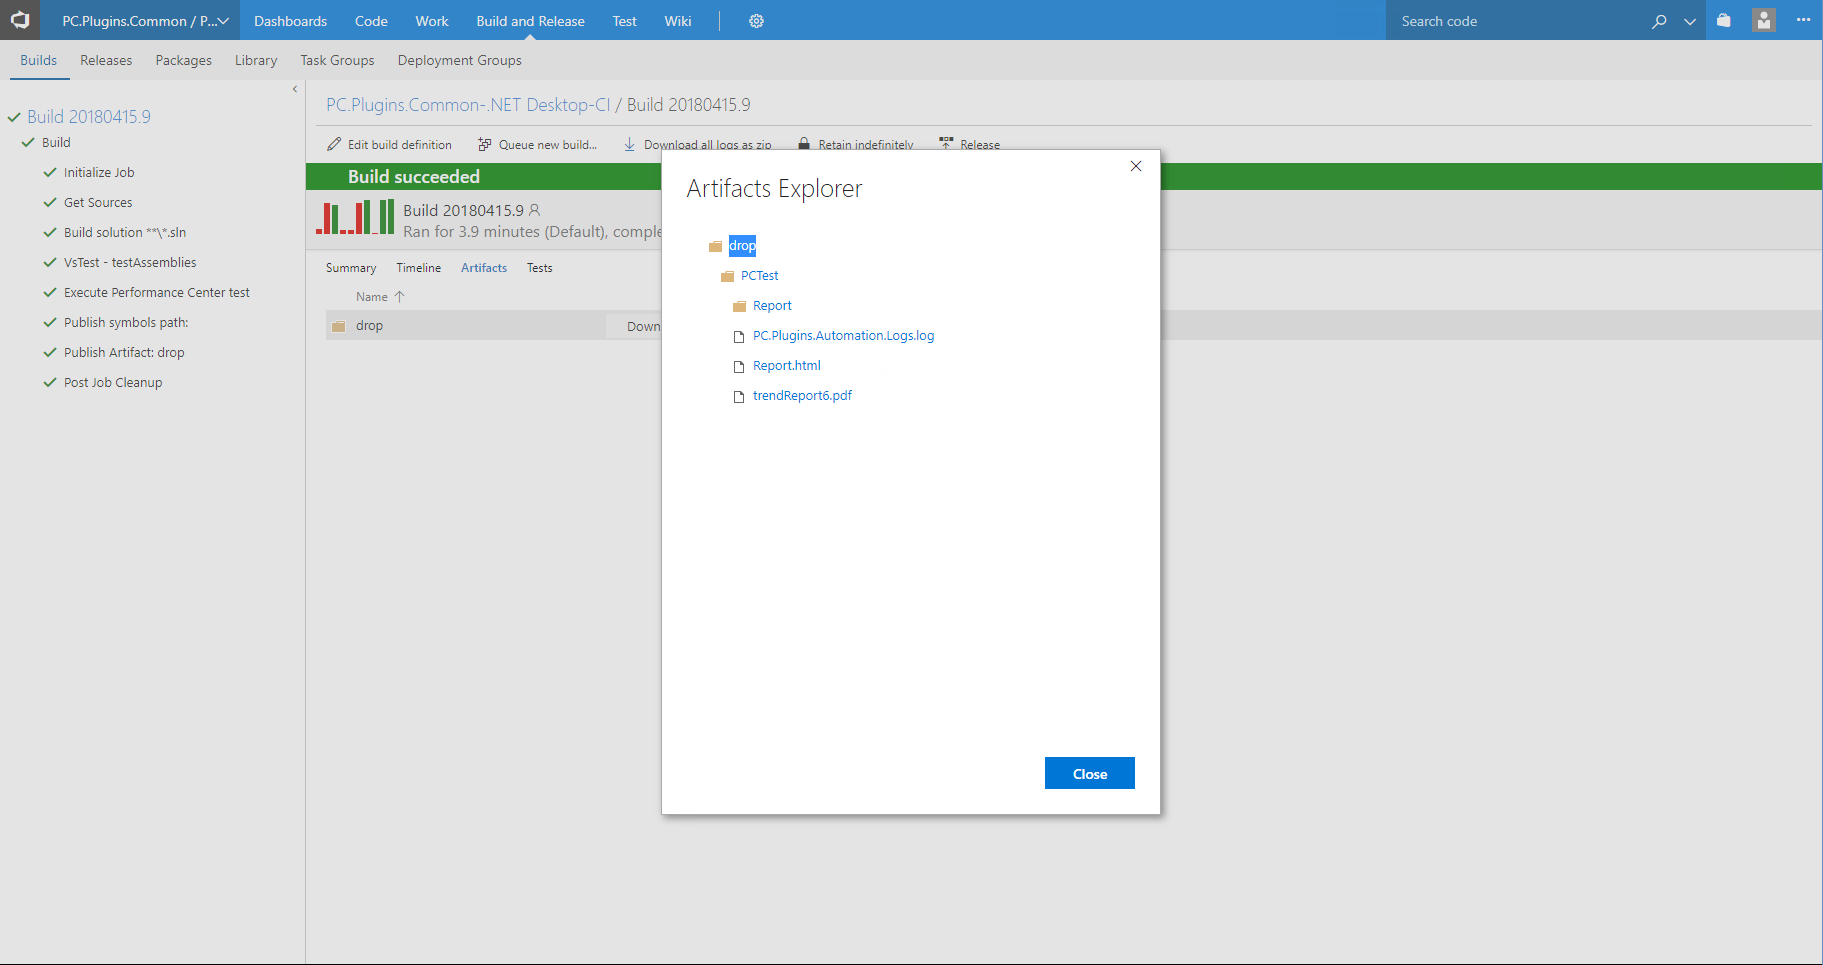 PC.Plugins.Common / P...
Dashboards
Code
Work
Build and Release
Test
Wiki
Search code
Builds
Releases
Packages
Library
Task Groups
Deployment Groups
Build 20180415.9
Build
Initialize Job
Get Sources
Build solution **\*.sln
VsTest - testAssemblies
Execute Performance Center test
Publish symbols path:
Publish Artifact: drop
Post Job Cleanup
PC.Plugins.Common-.NET Desktop-CI / Build 20180415.9
Edit build definition
Queue new build...
Download all logs as zip
Retain indefinitely
Release
Build succeeded
Build 20180415.9
Ran for 3.9 minutes (Default), comple
Summary
Timeline
Artifacts
Tests
Name
drop
Down
Artifacts Explorer
drop
PCTest
Report
PC.Plugins.Automation.Logs.log
Report.html
trendReport6.pdf
Close